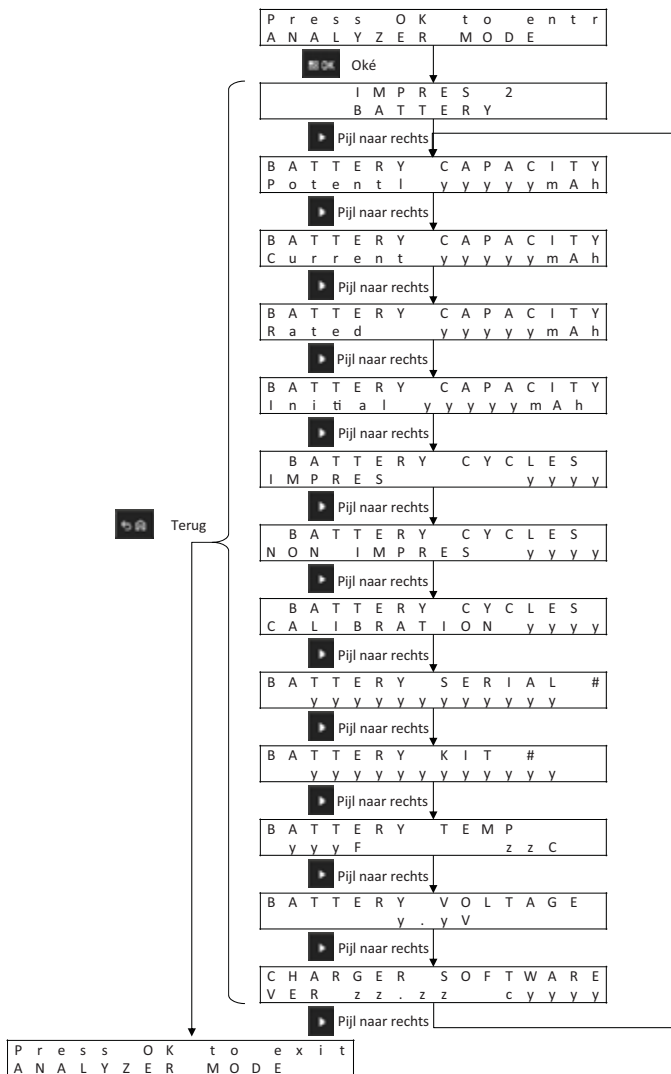 Press OK to entr
ANALYZER MODE
OK Oké
IMPRES 2
BATTERY
Pijl naar rechts
BATTERY CAPACITY
Potentl yyyyymAh
Pijl naar rechts
BATTERY CAPACITY
Current yyyyymAh
Pijl naar rechts
BATTERY CAPACITY
Rated yyyyymAh
Pijl naar rechts
BATTERY CAPACITY
Initial yyyyymAh
Pijl naar rechts
BATTERY CYCLES
IMPRES yyyy
Pijl naar rechts
Terug
BATTERY CYCLES
NON IMPRES yyyy
Pijl naar rechts
BATTERY CYCLES
CALIBRATION yyyy
Pijl naar rechts
BATTERY SERIAL #
yyyyyyyyyyyy
Pijl naar rechts
BATTERY KIT #
yyyyyyyyyyyy
Pijl naar rechts
BATTERY TEMP
yyyF zzC
Pijl naar rechts
BATTERY VOLTAGE
y.yV
Pijl naar rechts
CHARGER SOFTWARE
VER zz.zz cyyyy
Pijl naar rechts
Press OK to exit
ANALYZER MODE